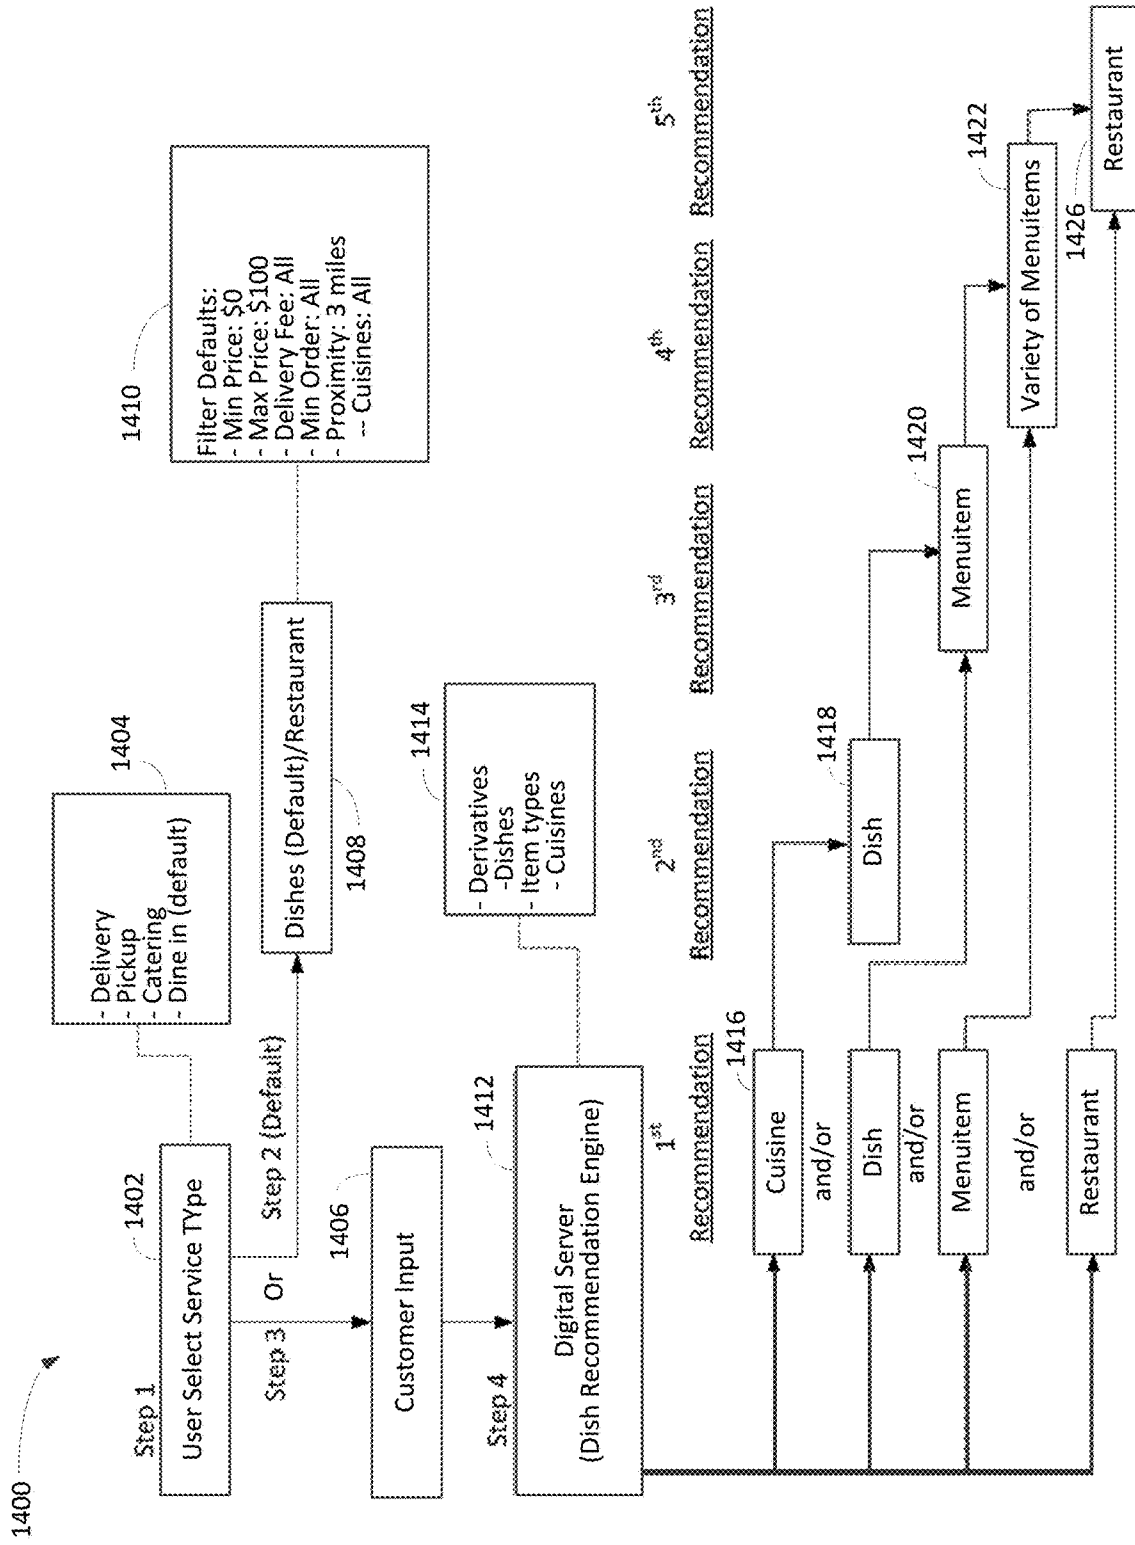 1400
Step 1
1402
User Select Service TYpe
1404
- Delivery
- Pickup
- Catering
- Dine in (default)
Step 3 Or Step 2 (Default)
1406
Customer Input
Dishes (Default)/Restaurant
1408
1410
Filter Defaults:
- Min Price: $0
- Max Price: $100
- Delivery Fee: All
- Min Order: All
- Proximity: 3 miles
-- Cuisines: All
Step 4
1412
Digital Server
(Dish Recommendation Engine)
1414
- Derivatives
-Dishes
- Item types
- Cuisines
1st
Recommendation
2nd
Recommendation
3rd
Recommendation
4th
Recommendation
5th
Recommendation
1416
Cuisine
and/or
1418
Dish
Dish
and/or
1420
Menuitem
Menuitem
and/or
1422
Variety of Menuitems
Restaurant
1426
Restaurant